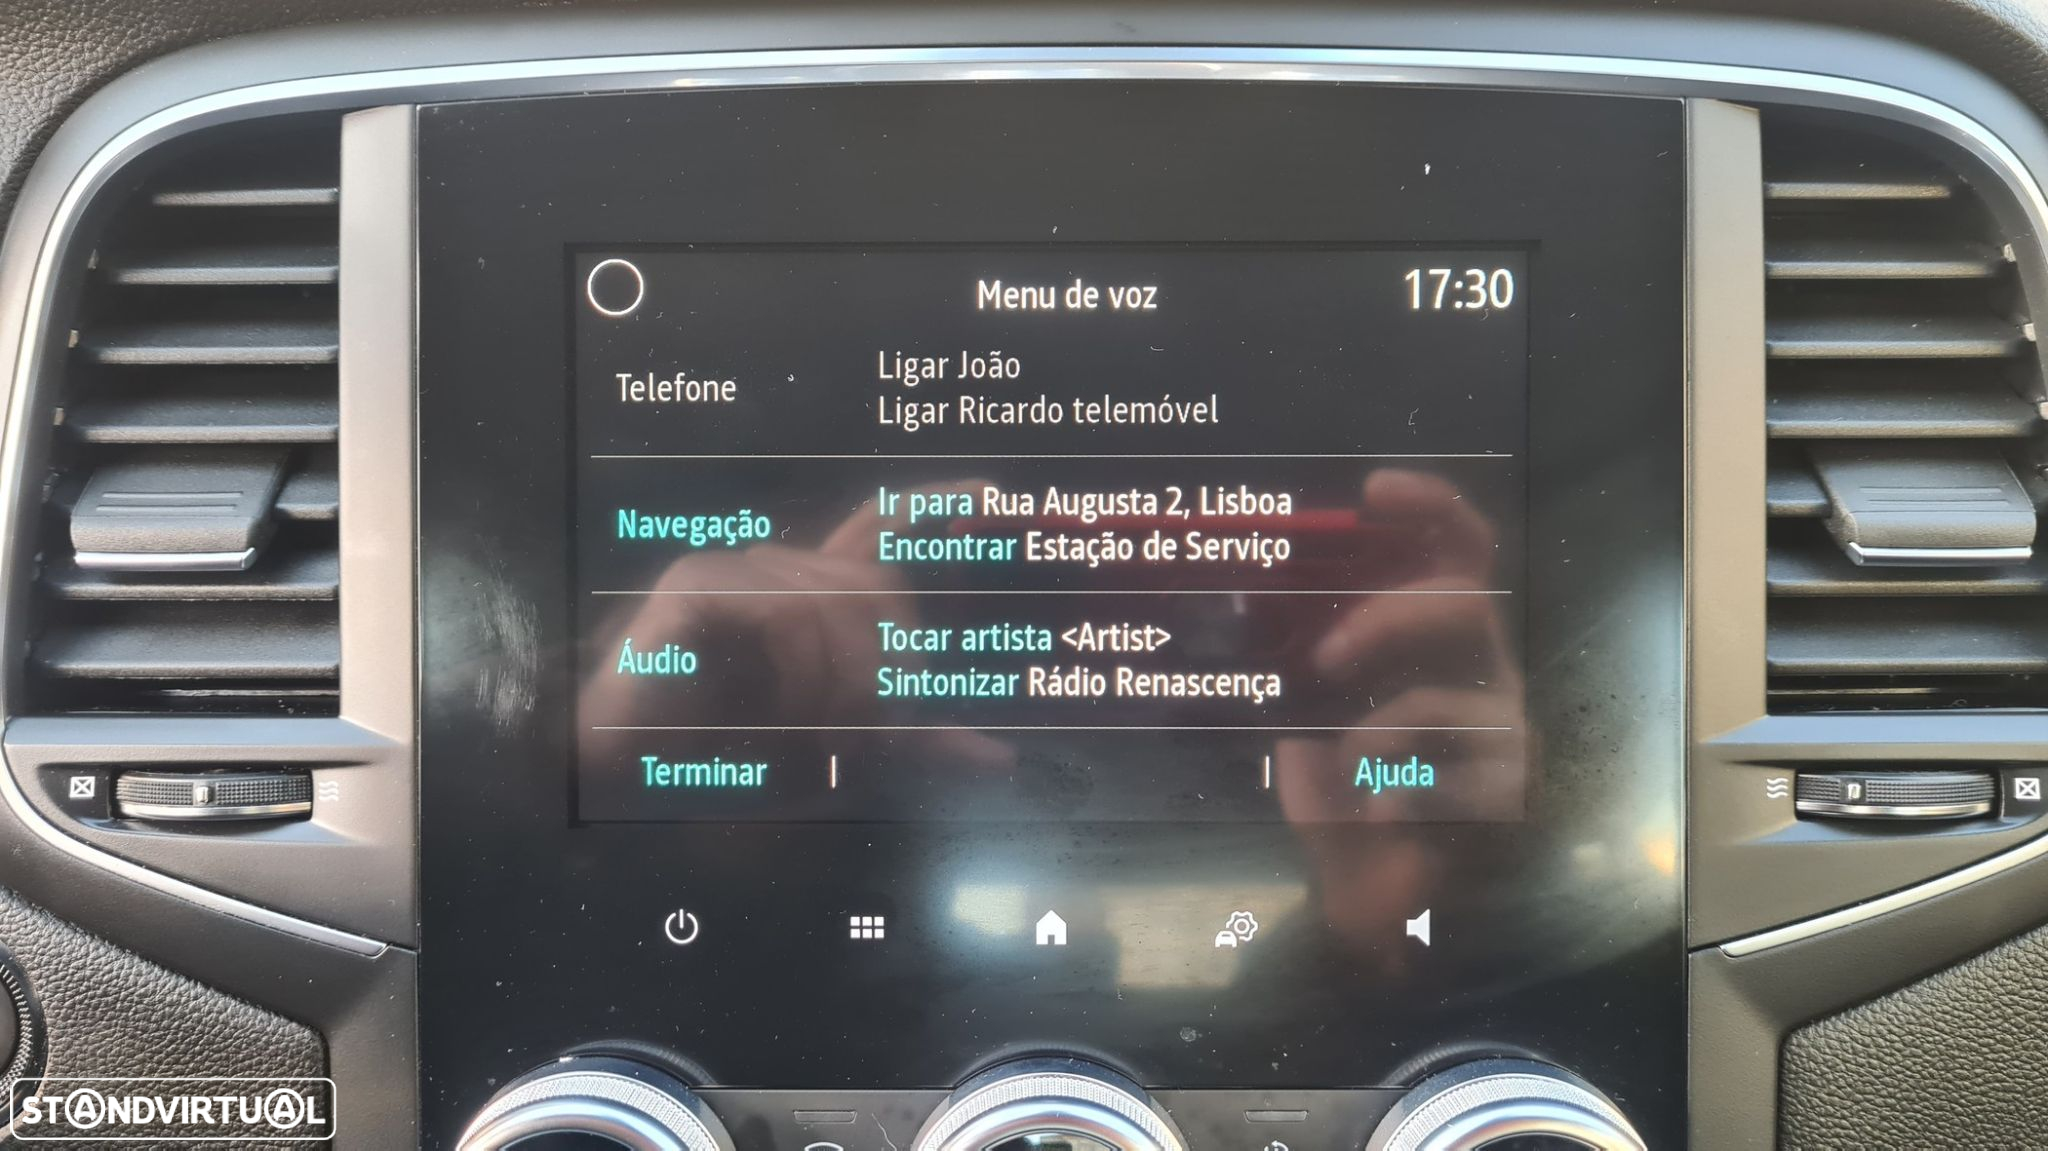 Menu de voz
17:30
Telefone
Ligar João
Ligar Ricardo telemóvel
Navegação
Ir para Rua Augusta 2, Lisboa
Encontrar Estação de Serviço
Áudio
Tocar artista <Artist>
Sintonizar Rádio Renascença
Terminar
Ajuda
STANDVIRTUAL